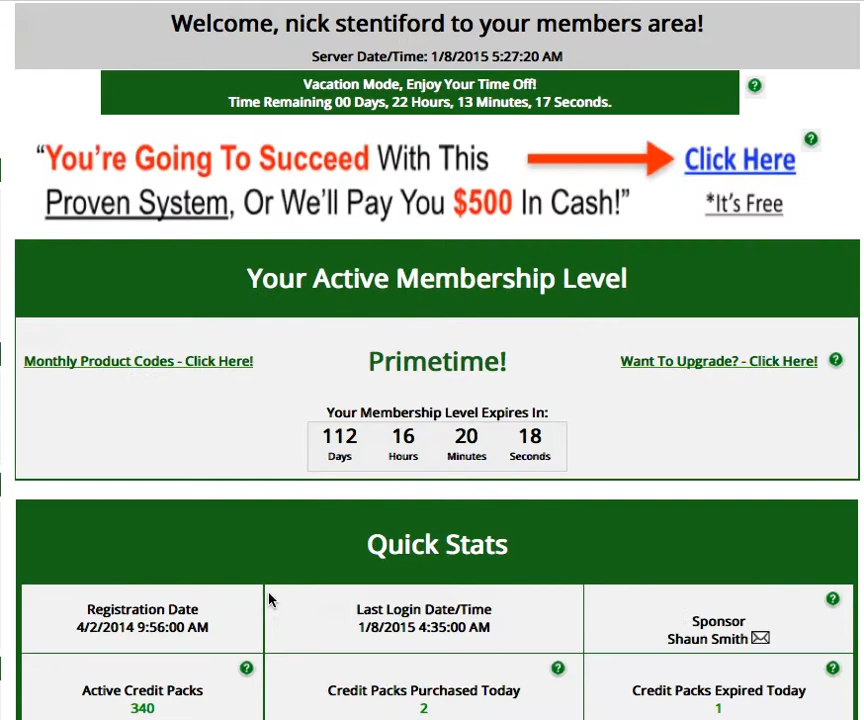 Welcome, nick stentiford to your members area!
Server Date/Time: 1/8/2015 5:27:20 AM
Vacation Mode, Enjoy Your Time Off!
Time Remaining 00 Days, 22 Hours, 13 Minutes, 17 Seconds.
“You’re Going To Succeed With This
Proven System, Or We’ll Pay You $500 In Cash!”
Click Here
*It’s Free
Your Active Membership Level
Monthly Product Codes - Click Here!
Primetime!
Want To Upgrade? - Click Here!
Your Membership Level Expires In:
112 16 20 18
Days Hours Minutes Seconds
Quick Stats
Registration Date
4/2/2014 9:56:00 AM
Last Login Date/Time
1/8/2015 4:35:00 AM
Sponsor
Shaun Smith
Active Credit Packs
340
Credit Packs Purchased Today
2
Credit Packs Expired Today
1